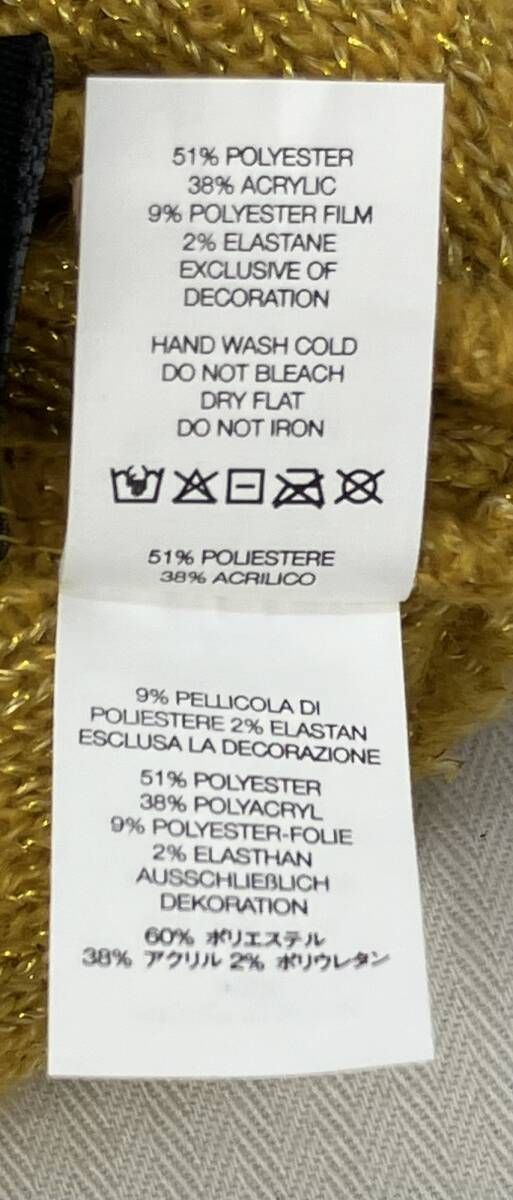 51% POLYESTER
38% ACRYLIC
9% POLYESTER FILM
2% ELASTANE
EXCLUSIVE OF
DECORATION
HAND WASH COLD
DO NOT BLEACH
DRY FLAT
DO NOT IRON
51% POLIESTERE
38% ACRILICO
9% PELLICOLA DI
POLIESTERE 2% ELASTAN
ESCLUSA LA DECORAZIONE
51% POLYESTER
38% POLYACRYL
9% POLYESTER-FOLIE
2% ELASTHAN
AUSSCHLIEßLICH
DEKORATION
60% ポリエステル
38% アクリル 2% ポリウレタン